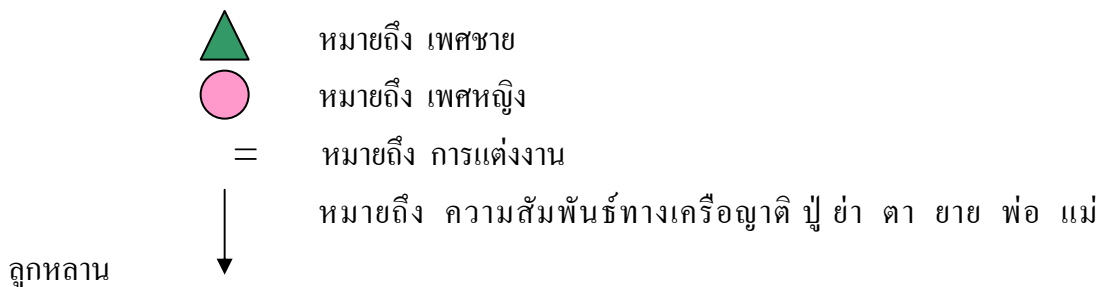 หมายถึง เพศชาย
หมายถึง เพศหญิง
= หมายถึง การแต่งงาน
หมายถึง ความสัมพันธ์ทางเครือญาติ ปู่ ย่า ตา ยาย พ่อ แม่
ลูกหลาน